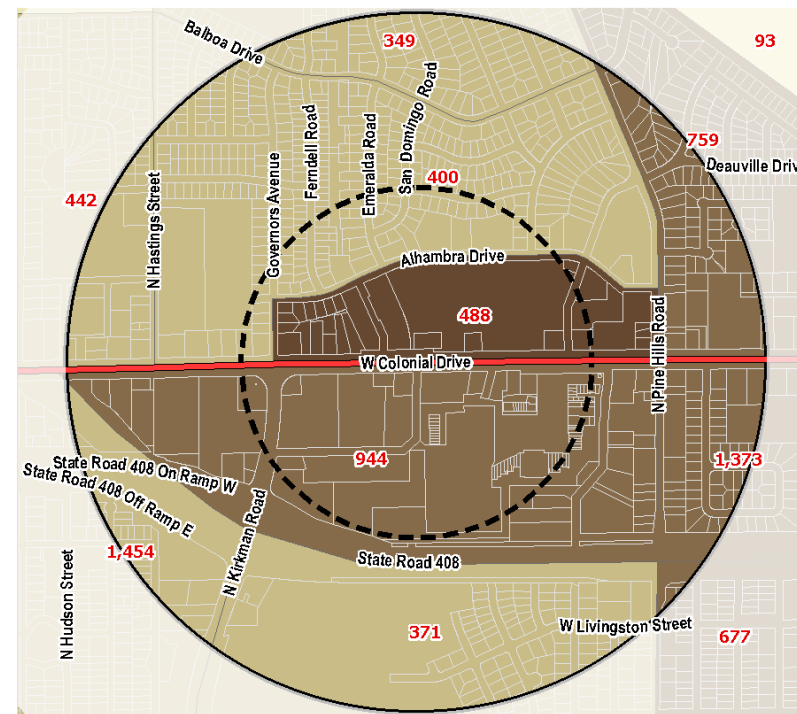 349
93
Balboa Drive
San Domingo Road
Ferndell Road
Emeralda Road
759
Deauville Driv
400
442
N Hastings Street
Governors Avenue
Alhambra Drive
488
N Pine Hills Road
W Colonial Drive
944
1,373
State Road 408 On Ramp W
State Road 408 Off Ramp E
1,454
N Kirkman Road
State Road 408
N Hudson Street
371
W Livingston Street
677